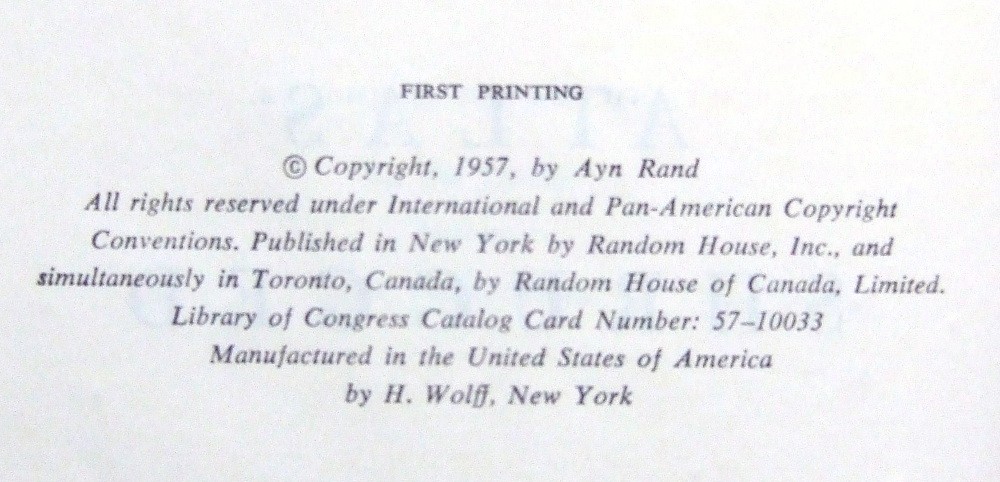 FIRST PRINTING
© Copyright, 1957, by Ayn Rand
All rights reserved under International and Pan-American Copyright
Conventions. Published in New York by Random House, Inc., and
simultaneously in Toronto, Canada, by Random House of Canada, Limited.
Library of Congress Catalog Card Number: 57–10033
Manufactured in the United States of America
by H. Wolff, New York